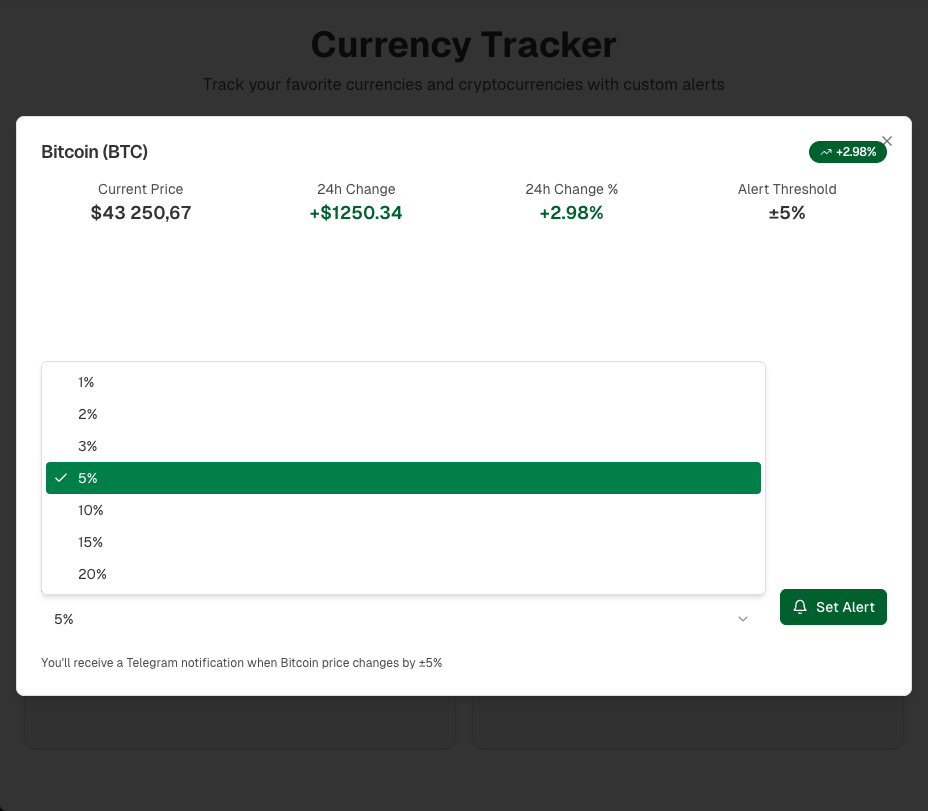 Currency Tracker
Track your favorite currencies and cryptocurrencies with custom alerts
Bitcoin (BTC)
+2.98%
Current Price
$43 250,67
24h Change
+$1250.34
24h Change %
+2.98%
Alert Threshold
±5%
1%
2%
3%
5%
10%
15%
20%
5%
Set Alert
You'll receive a Telegram notification when Bitcoin price changes by ±5%